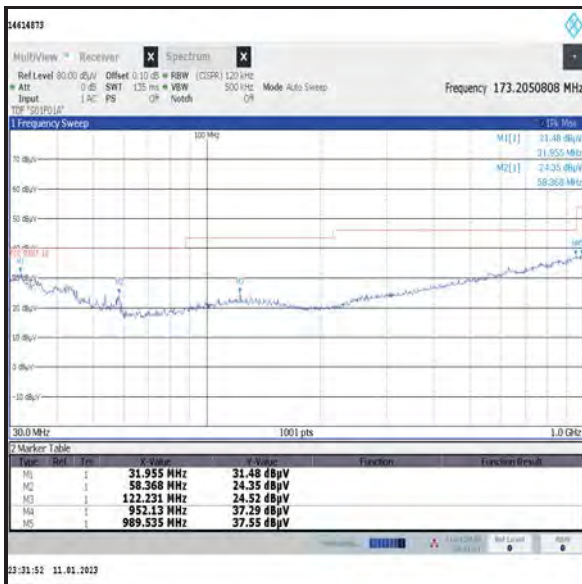 14614873
MultiView Receiver X Spectrum X
Ref Level 80.00 dBµV Offset 0.10 dB RBW (CISPR) 120 kHz
Att 0 dB SWT 135 ms VBW 500 kHz Mode Auto Sweep Frequency 173.2050808 MHz
Input 1 AC PS Off Notch Off
TDF "S01F01A"
1 Frequency Sweep
100 MHz
M1[1] 31.48 dBµV
31.955 MHz
M2[1] 24.35 dBµV
58.368 MHz
70 dBµV
60 dBµV
50 dBµV
20 dBµV
10 dBµV
0 dBµV
-10 dBµV
30.0 MHz 1001 pts 1.0 GHz
2 Marker Table
Type Ref Trc X-Value Y-Value Function Function Result
M1 1 31.955 MHz 31.48 dBµV
M2 1 58.368 MHz 24.35 dBµV
M3 1 122.231 MHz 24.52 dBµV
M4 1 952.13 MHz 37.29 dBµV
M5 1 989.535 MHz 37.55 dBµV
Ref Level RBW
23:31:52 11.01.2023